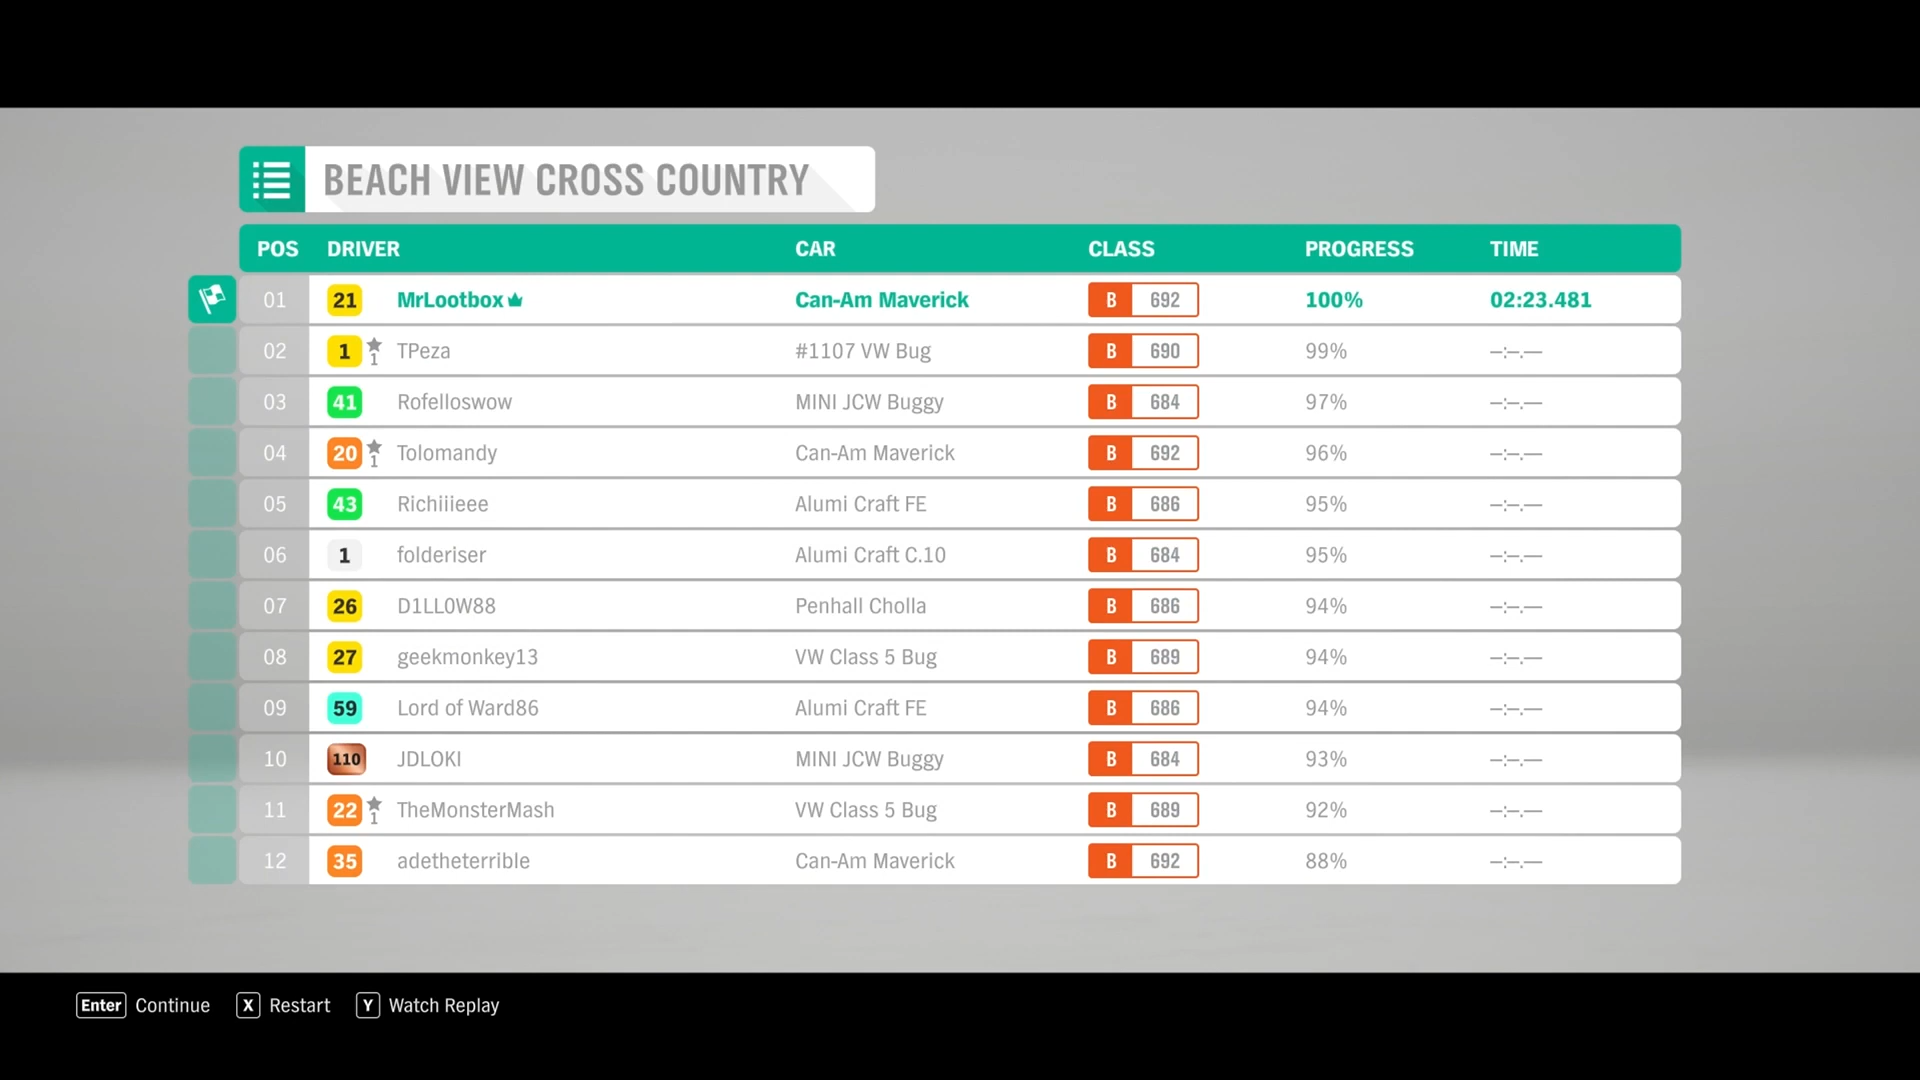 BEACH VIEW CROSS COUNTRY
POS DRIVER CAR CLASS PROGRESS TIME
01 21 MrLootbox Can-Am Maverick B 692 100% 02:23.481
02 1 1 TPeza #1107 VW Bug B 690 99% –:–.—
03 41 Rofelloswow MINI JCW Buggy B 684 97% –:–.—
04 20 1 Tolomandy Can-Am Maverick B 692 96% –:–.—
05 43 Richiiieee Alumi Craft FE B 686 95% –:–.—
06 1 folderiser Alumi Craft C.10 B 684 95% –:–.—
07 26 D1LL0W88 Penhall Cholla B 686 94% –:–.—
08 27 geekmonkey13 VW Class 5 Bug B 689 94% –:–.—
09 59 Lord of Ward86 Alumi Craft FE B 686 94% –:–.—
10 110 JDLOKI MINI JCW Buggy B 684 93% –:–.—
11 22 1 TheMonsterMash VW Class 5 Bug B 689 92% –:–.—
12 35 adetheterrible Can-Am Maverick B 692 88% –:–.—
Enter Continue X Restart Y Watch Replay